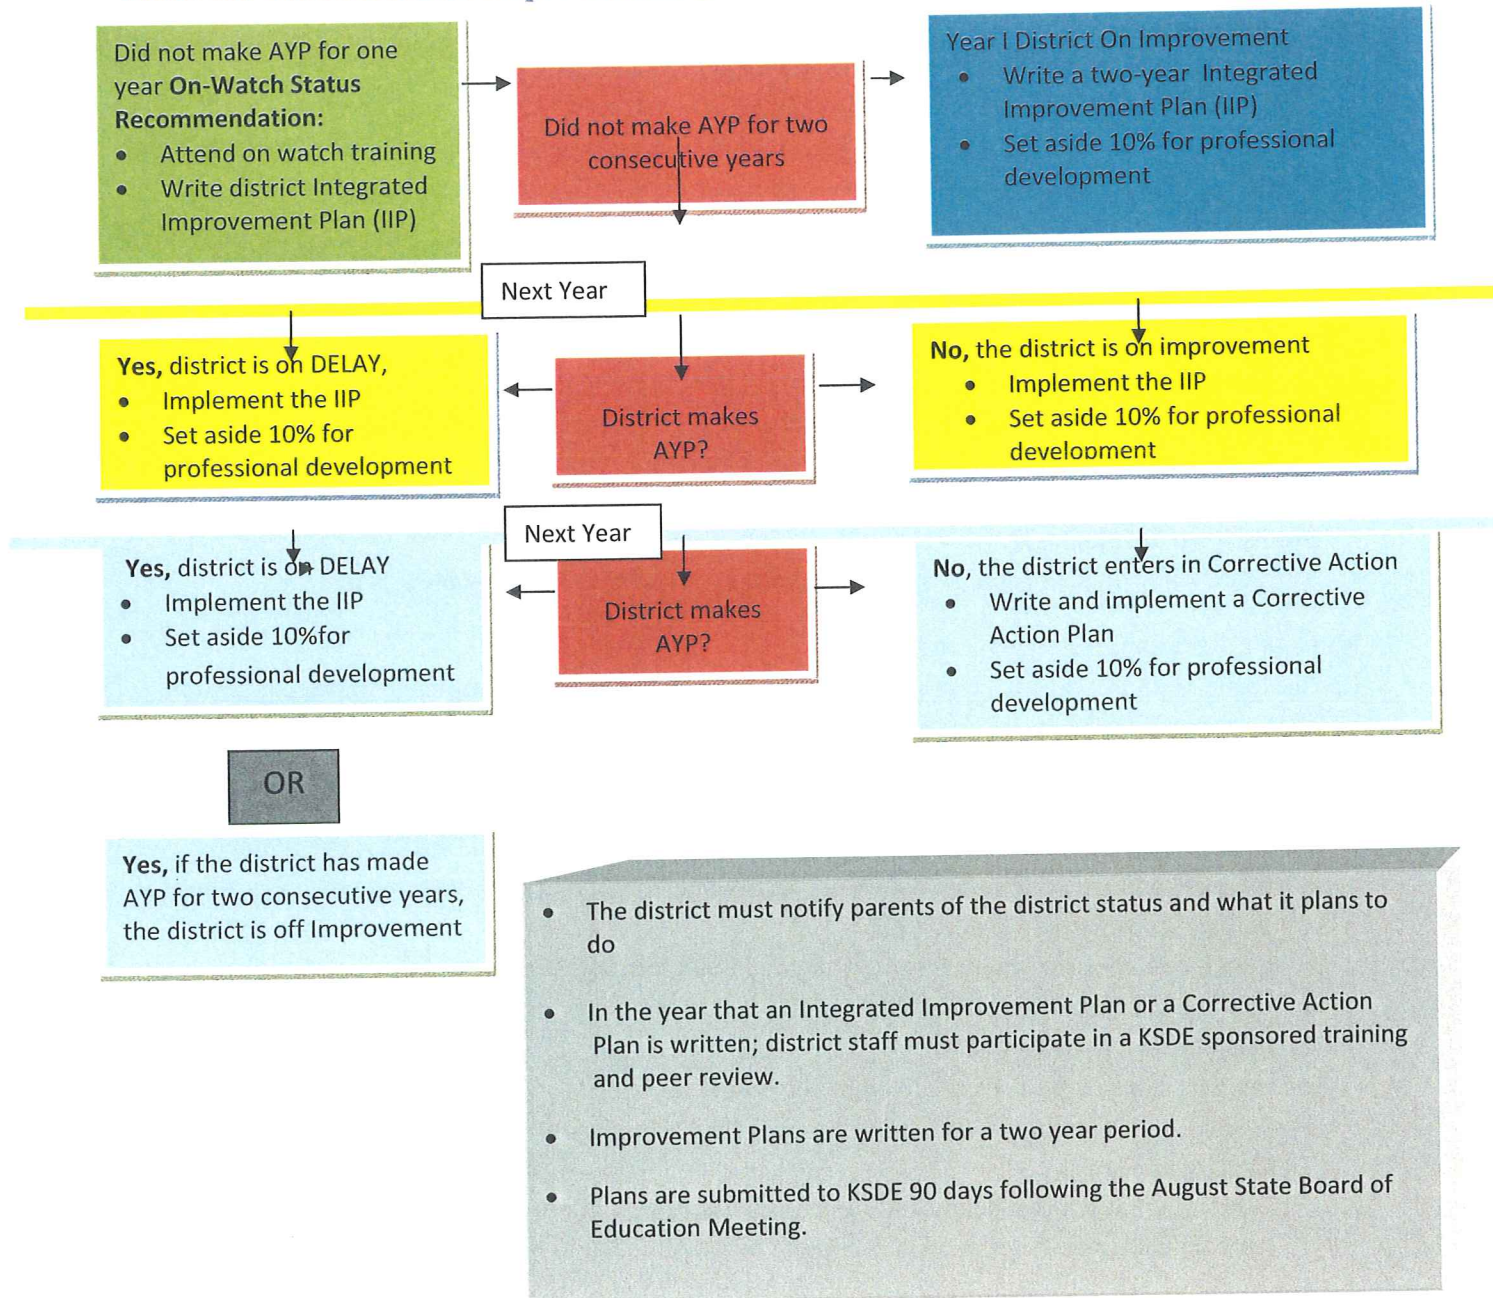 Did not make AYP for one
year On-Watch Status
Recommendation:
• Attend on watch training
• Write district Integrated
Improvement Plan (IIP)
Did not make AYP for two
consecutive years
Year I District On Improvement
• Write a two-year Integrated
Improvement Plan (IIP)
• Set aside 10% for professional
development
Next Year
Yes, district is on DELAY,
• Implement the IIP
• Set aside 10% for
professional development
District makes
AYP?
No, the district is on improvement
• Implement the IIP
• Set aside 10% for professional
development
Next Year
Yes, district is on DELAY
• Implement the IIP
• Set aside 10%for
professional development
District makes
AYP?
No, the district enters in Corrective Action
• Write and implement a Corrective
Action Plan
• Set aside 10% for professional
development
OR
Yes, if the district has made
AYP for two consecutive years,
the district is off Improvement
• The district must notify parents of the district status and what it plans to
do
• In the year that an Integrated Improvement Plan or a Corrective Action
Plan is written; district staff must participate in a KSDE sponsored training
and peer review.
• Improvement Plans are written for a two year period.
• Plans are submitted to KSDE 90 days following the August State Board of
Education Meeting.